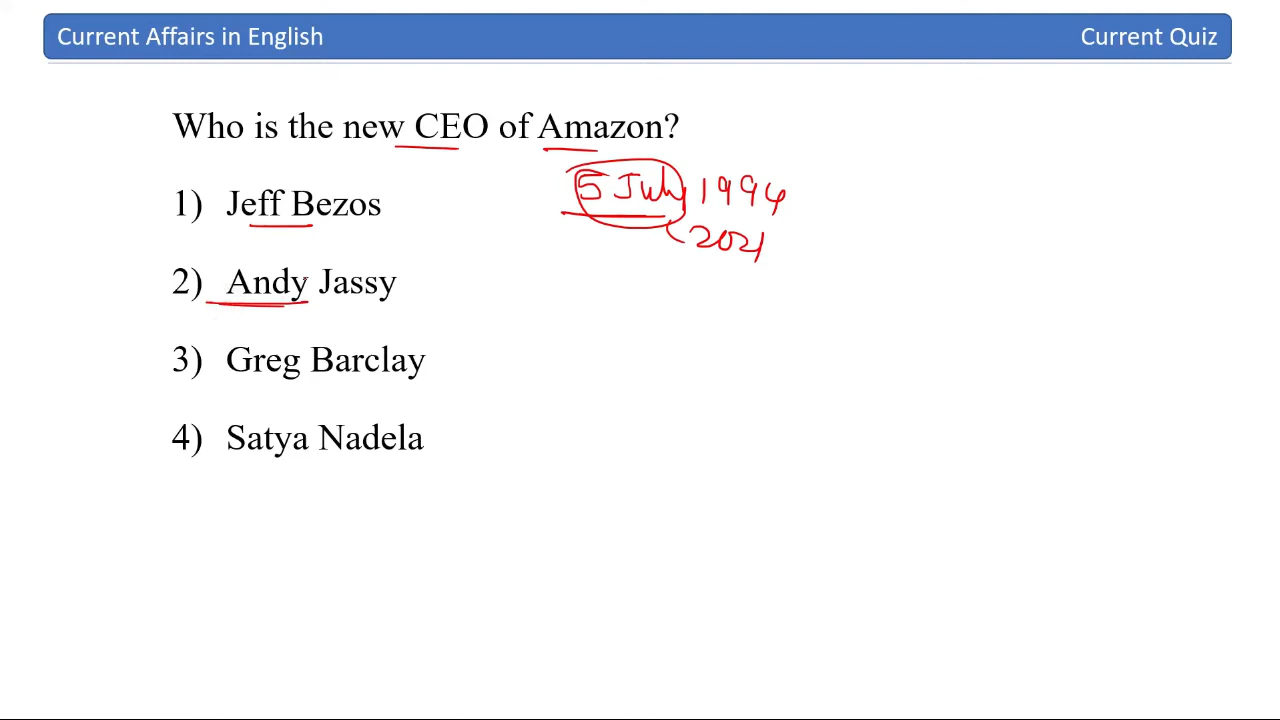 Current Affairs in English Current Quiz
Who is the new CEO of Amazon?
5 July 1994
2021
1) Jeff Bezos
2) Andy Jassy
3) Greg Barclay
4) Satya Nadela